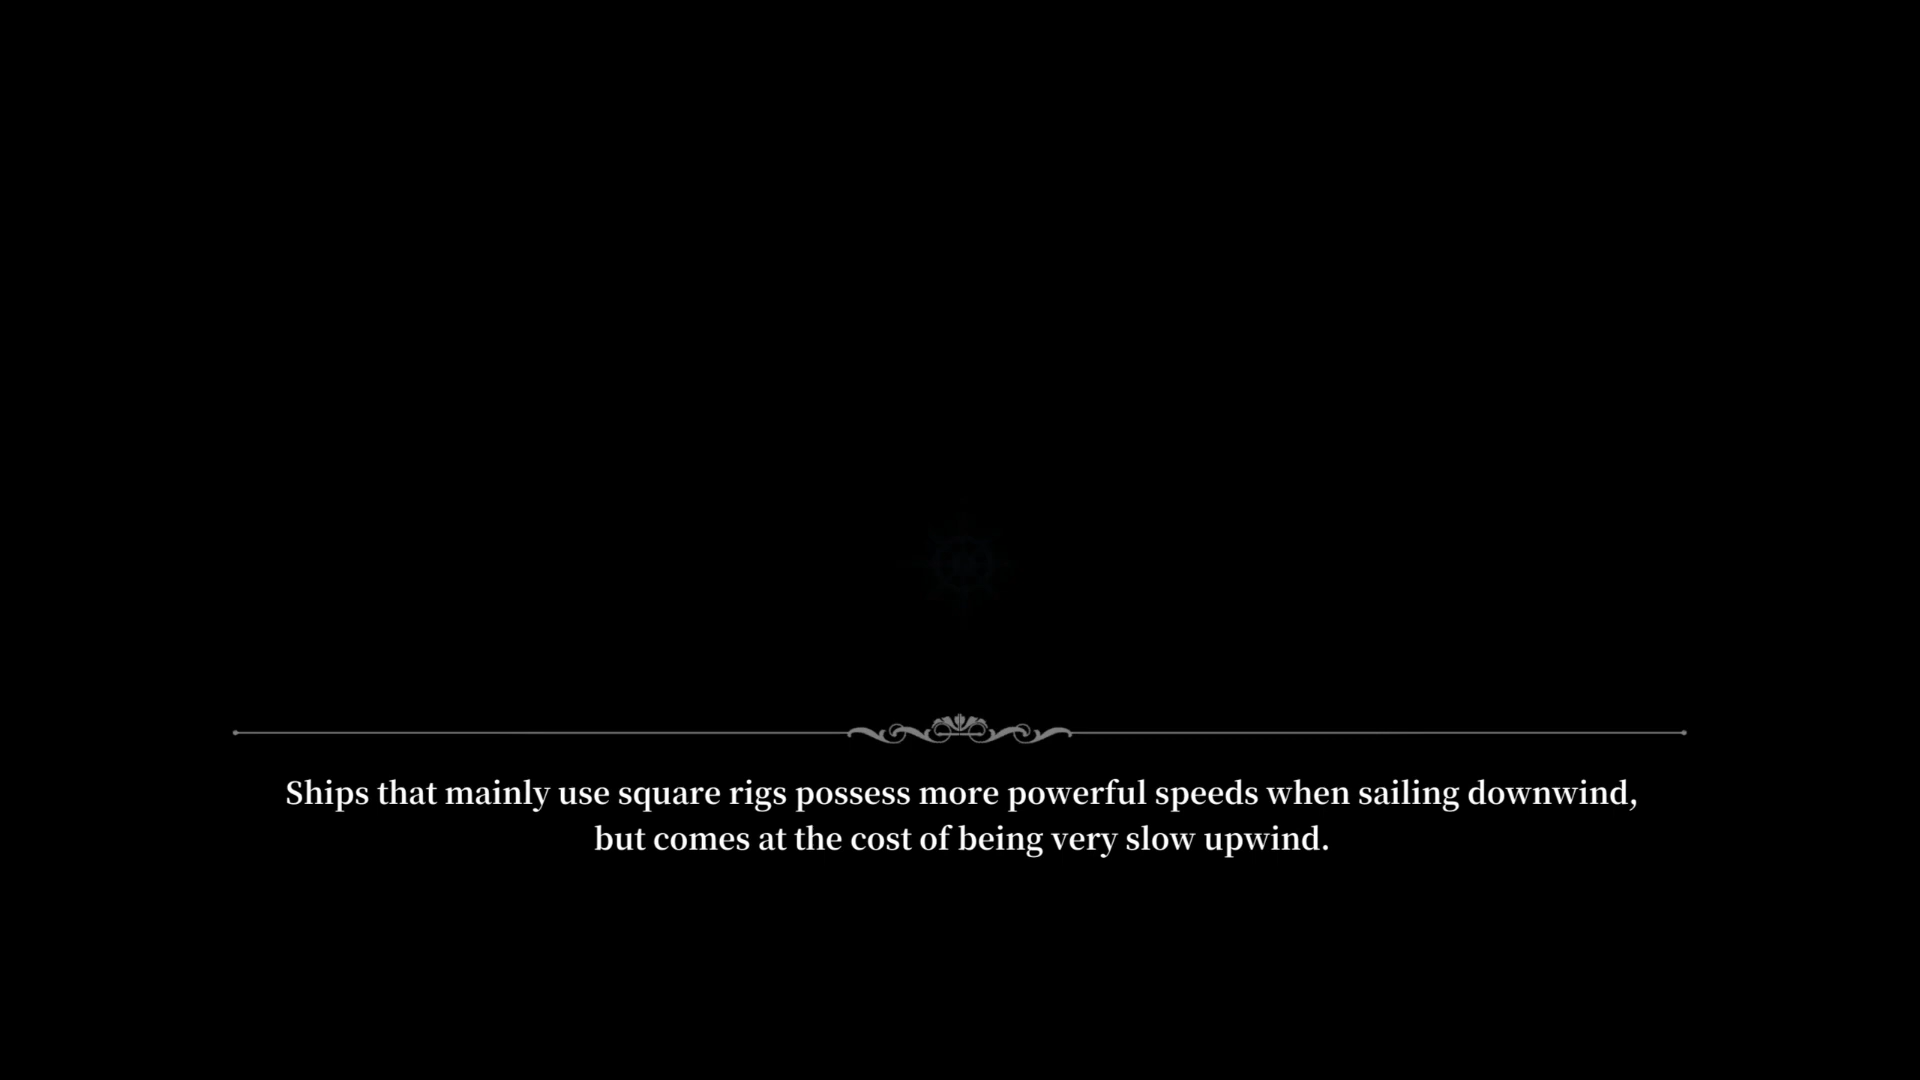 Ships that mainly use square rigs possess more powerful speeds when sailing downwind,
but comes at the cost of being very slow upwind.